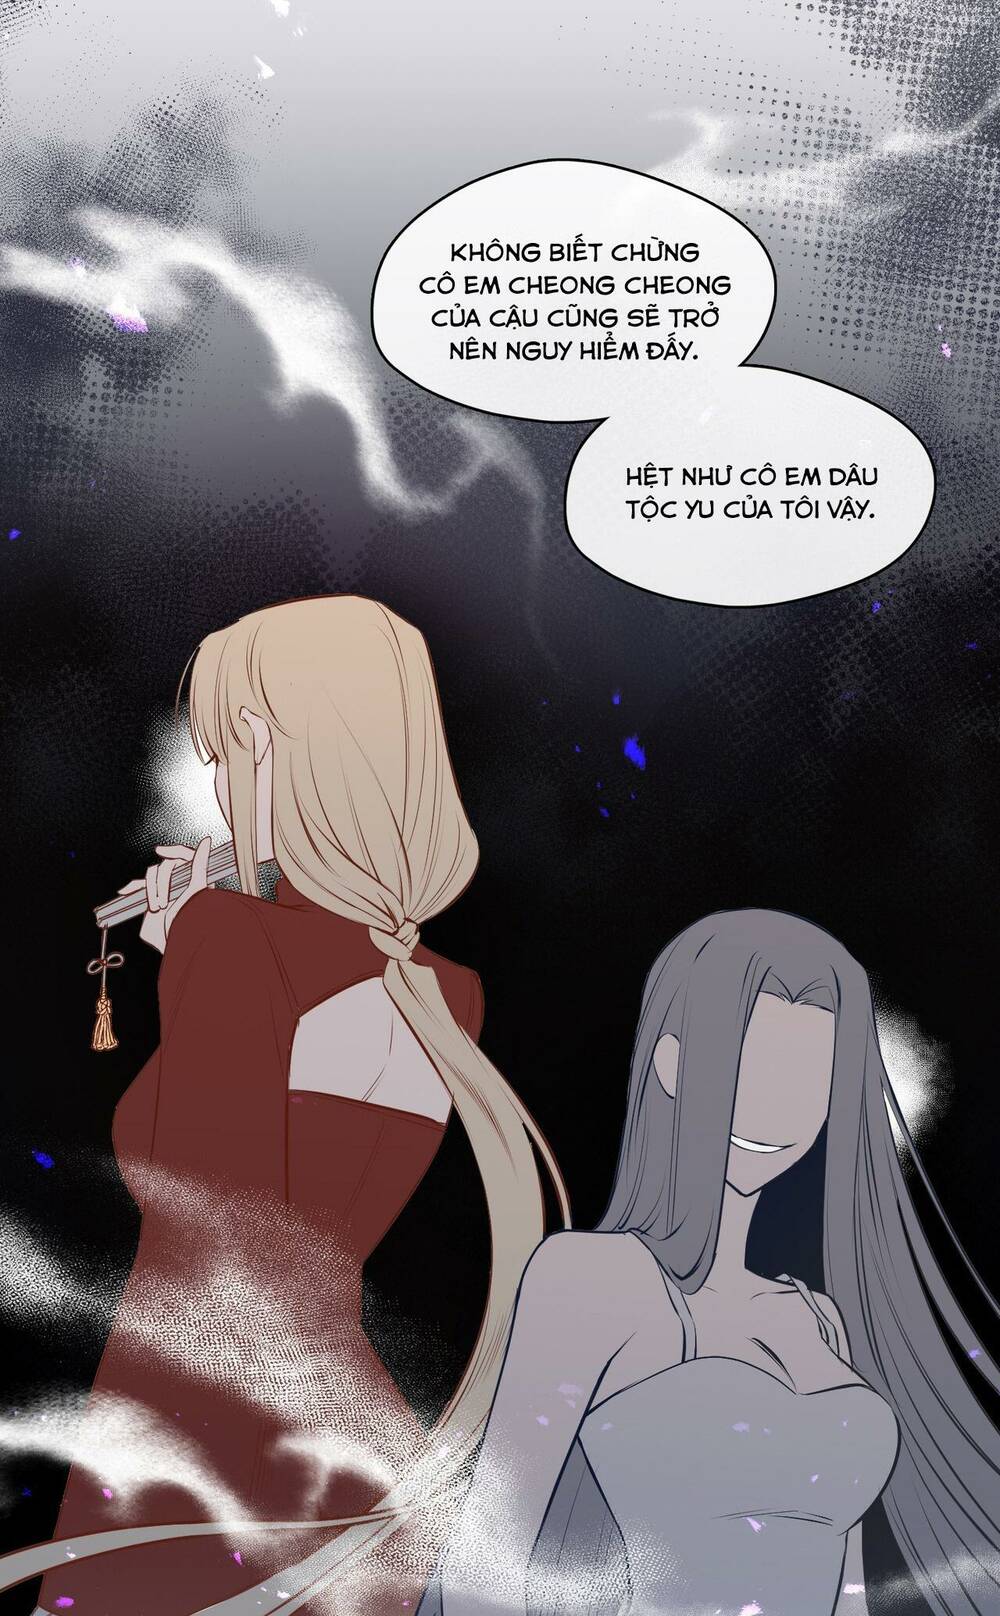 KHÔNG BIẾT CHỪNG
CÔ EM CHEONG CHEONG
CỦA CẬU CŨNG SẼ TRỞ
NÊN NGUY HIỂM ĐẤY.
HỆT NHƯ CÔ EM DÂU
TỘC YU CỦA TÔI VẬY.